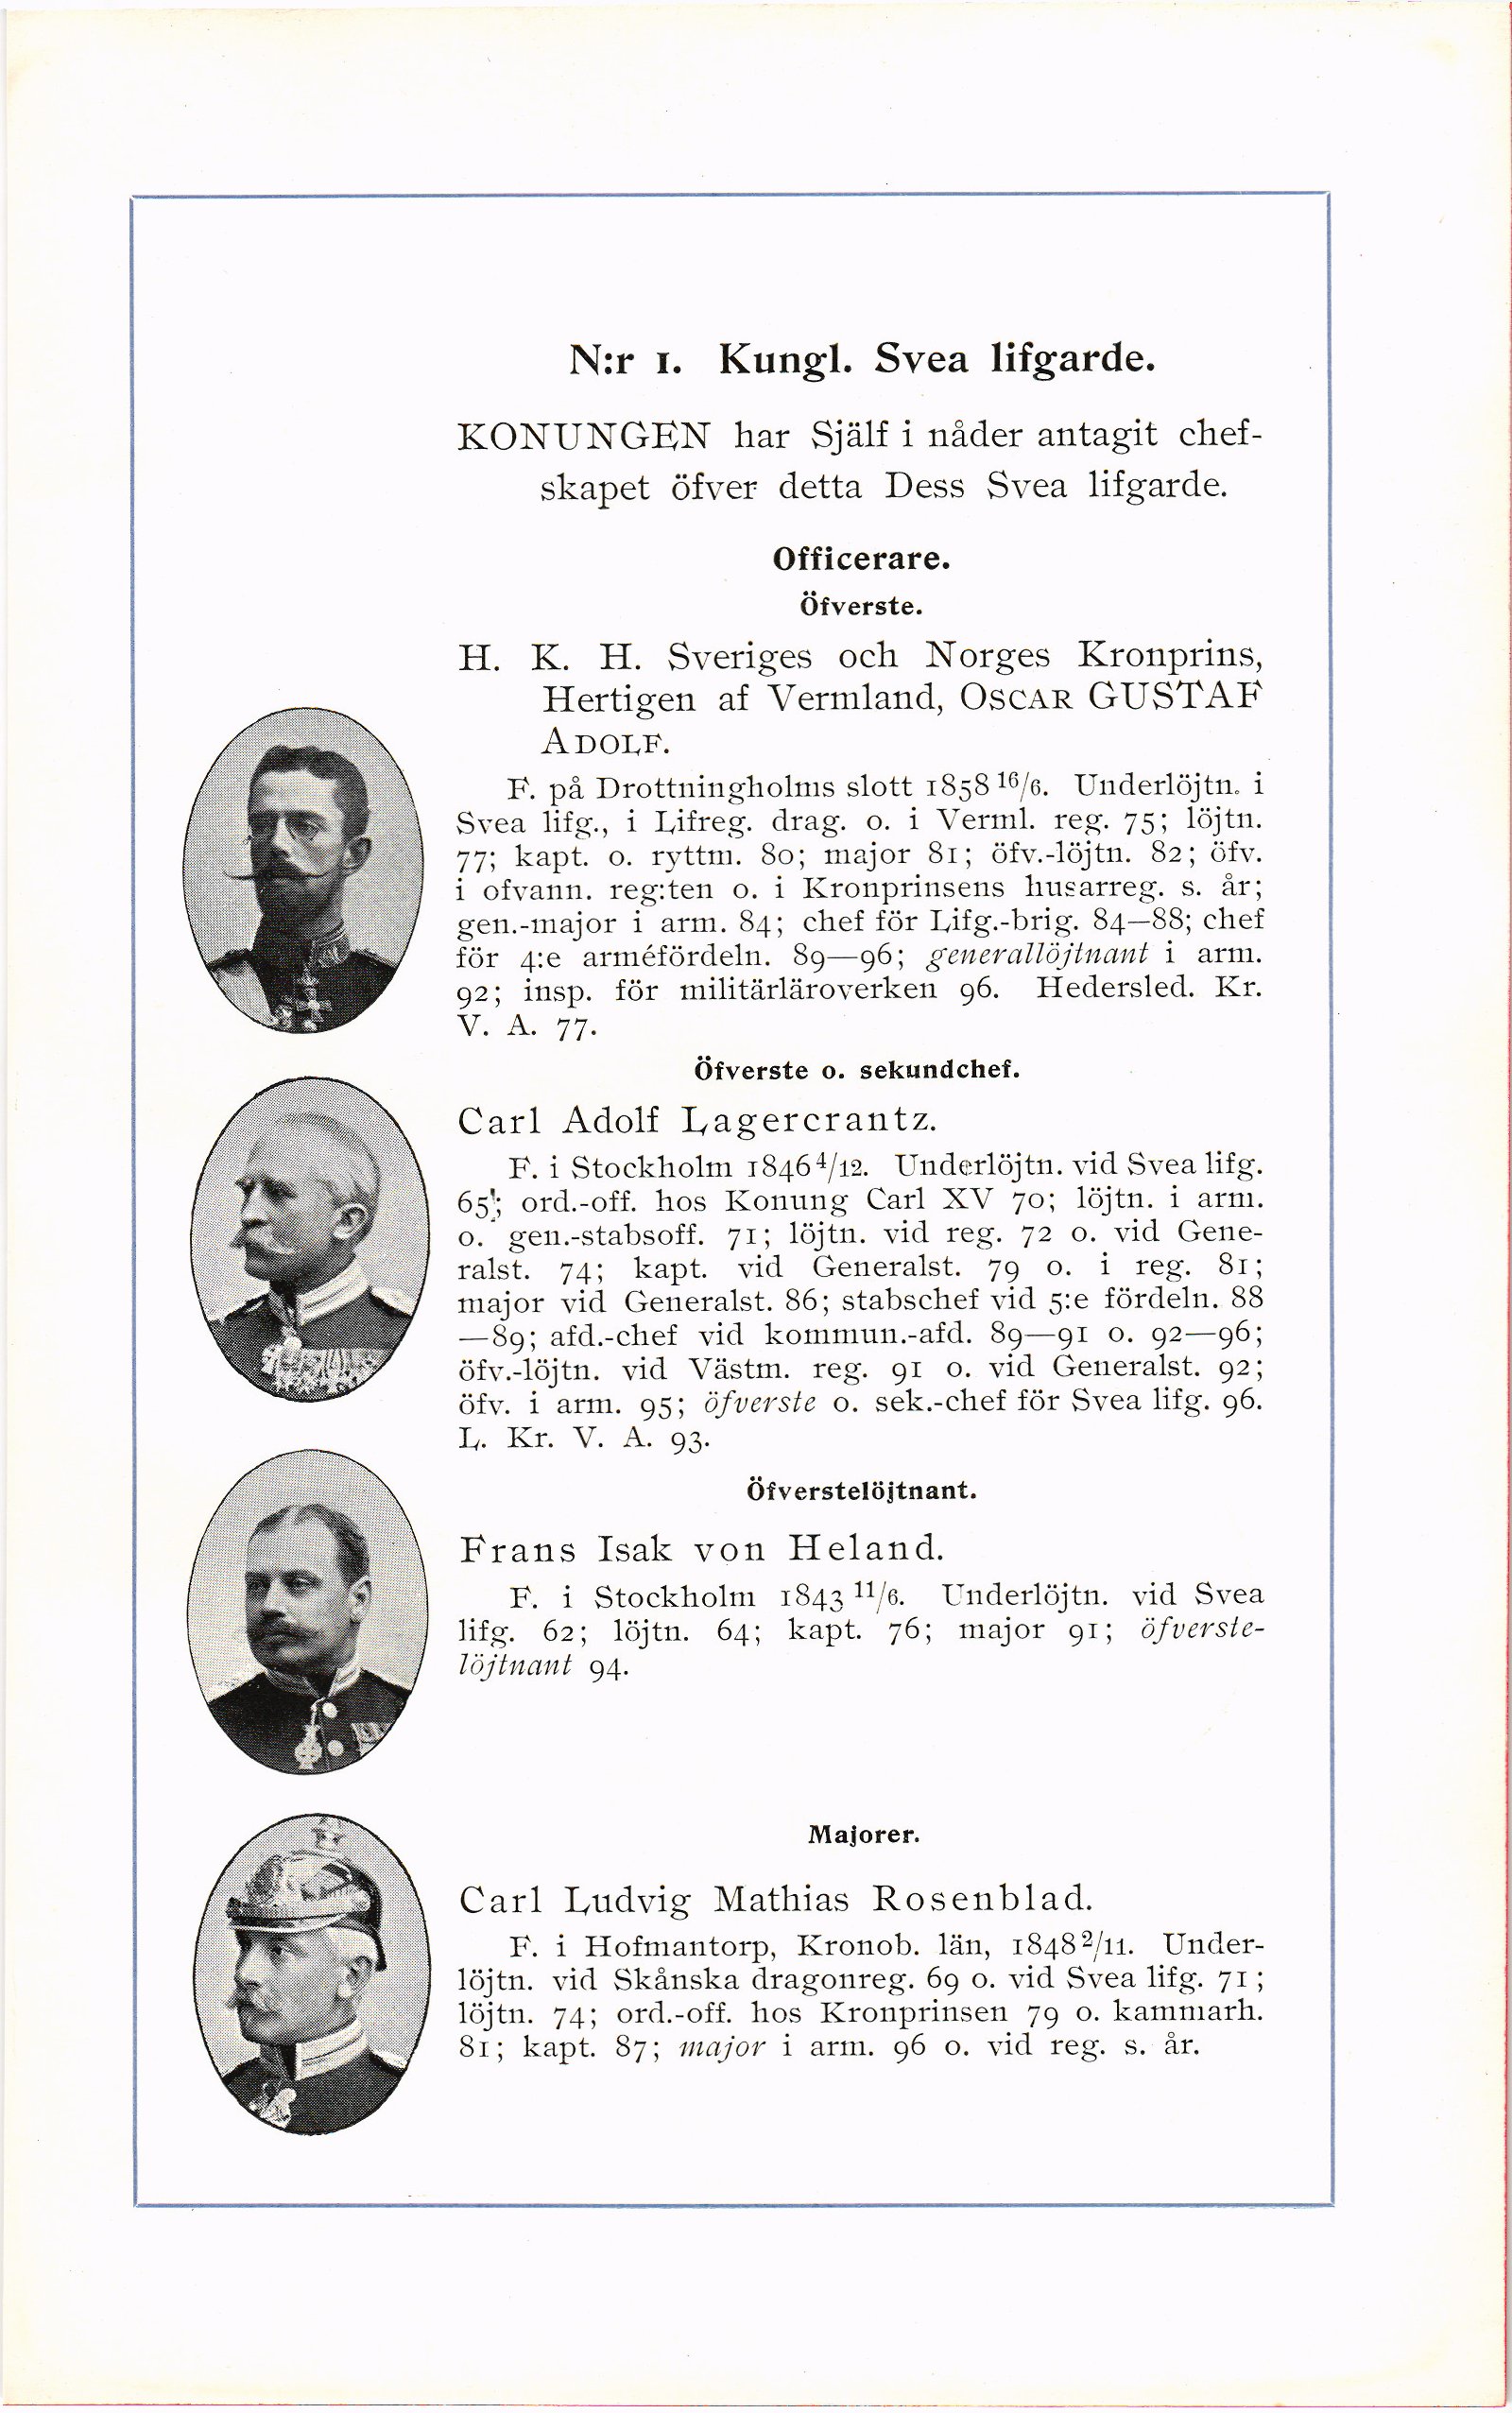 N:r 1. Kungl. Svea lifgarde.
KONUNGEN har Själf i nåder antagit chef-
skapet öfver detta Dess Svea lifgarde.
Officerare.
Öfverste.
H. K. H. Sveriges och Norges Kronprins,
Hertigen af Vermland, OSCAR GUSTAF
ADOLF.
F. på Drottningholms slott 1858 16/6. Underlöjtn. i
Svea lifg., i Lifreg. drag. o. i Verml. reg. 75; löjtn.
77; kapt. o. ryttm. 80; major 81; öfv.-löjtn. 82; öfv.
i ofvann. reg:ten o. i Kronprinsens husarreg. s. år;
gen.-major i arm. 84; chef för Lifg.-brig. 84—88; chef
för 4:e arméfördeln. 89—96; generallöjtnant i arm.
92; insp. för militärläroverken 96. Hedersled. Kr.
V. A. 77.
Öfverste o. sekundchef.
Carl Adolf Lagercrantz.
F. i Stockholm 1846 4/12. Underlöjtn. vid Svea lifg.
65; ord.-off. hos Konung Carl XV 70; löjtn. i arm.
o. gen.-stabsoff. 71; löjtn. vid reg. 72 o. vid Gene-
ralst. 74; kapt. vid Generalst. 79 o. i reg. 81;
major vid Generalst. 86; stabschef vid 5:e fördeln. 88
—89; afd.-chef vid kommun.-afd. 89—91 o. 92—96;
öfv.-löjtn. vid Västm. reg. 91 o. vid Generalst. 92;
öfv. i arm. 95; öfverste o. sek.-chef för Svea lifg. 96.
L. Kr. V. A. 93.
Öfverstelöjtnant.
Frans Isak von Heland.
F. i Stockholm 1843 11/6. Underlöjtn. vid Svea
lifg. 62; löjtn. 64; kapt. 76; major 91; öfverste-
löjtnant 94.
Majorer.
Carl Ludvig Mathias Rosenblad.
F. i Hofmantorp, Kronob. län, 1848 2/11. Under-
löjtn. vid Skånska dragonreg. 69 o. vid Svea lifg. 71;
löjtn. 74; ord.-off. hos Kronprinsen 79 o. kammarh.
81; kapt. 87; major i arm. 96 o. vid reg. s. år.